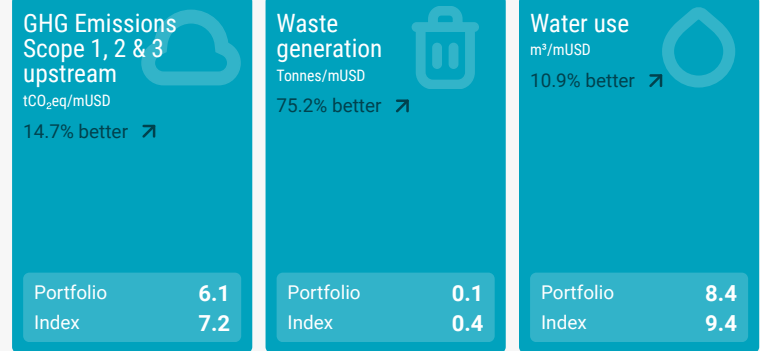 GHG Emissions
Scope 1, 2 & 3
upstream
tCO₂eq/mUSD
14.7% better
Portfolio 6.1
Index 7.2
Waste
generation
Tonnes/mUSD
75.2% better
Portfolio 0.1
Index 0.4
Water use
m³/mUSD
10.9% better
Portfolio 8.4
Index 9.4